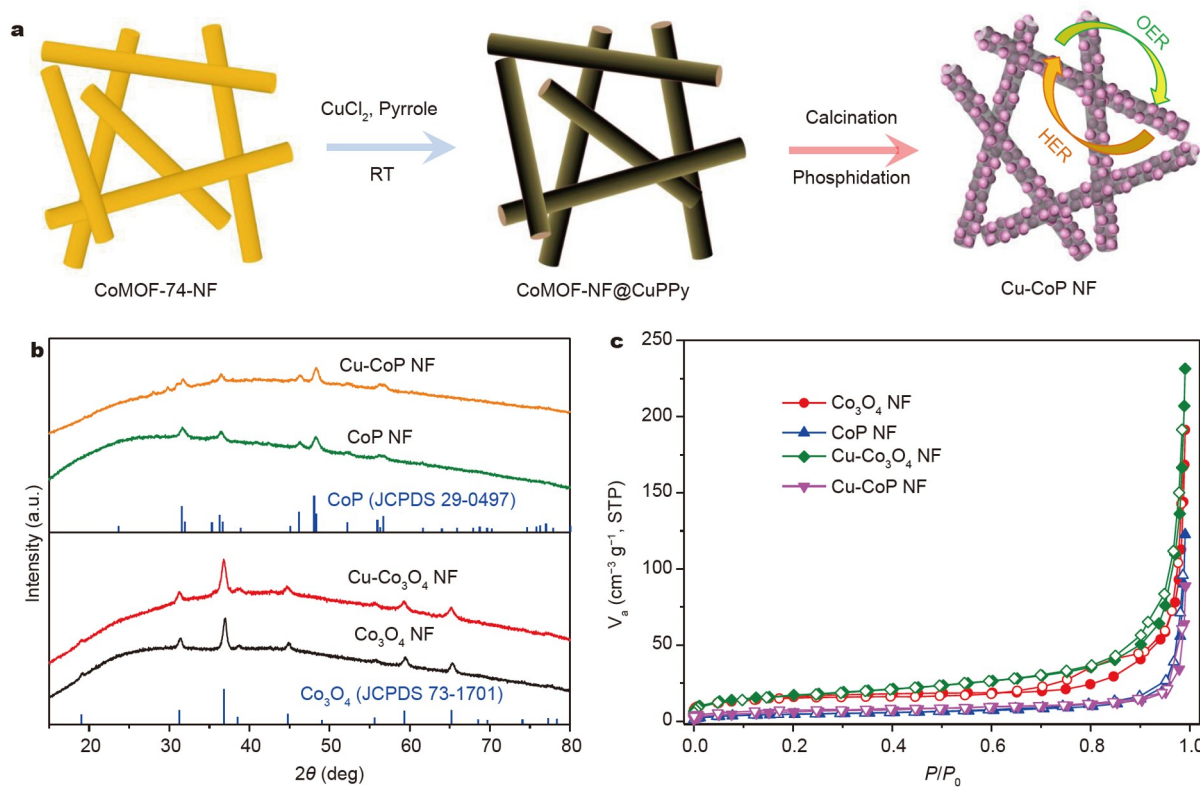 a
CuCl₂, Pyrrole
RT
Calcination
Phosphidation
OER
HER
CoMOF-74-NF
CoMOF-NF@CuPPy
Cu-CoP NF
b
Intensity (a.u.)
Cu-CoP NF
CoP NF
CoP (JCPDS 29-0497)
Cu-Co₃O₄ NF
Co₃O₄ NF
Co₃O₄ (JCPDS 73-1701)
20 30 40 50 60 70 80
2θ (deg)
c
Vₐ (cm⁻³ g⁻¹, STP)
250
200
150
100
50
0
Co₃O₄ NF
CoP NF
Cu-Co₃O₄ NF
Cu-CoP NF
0.0 0.2 0.4 0.6 0.8 1.0
P/P₀